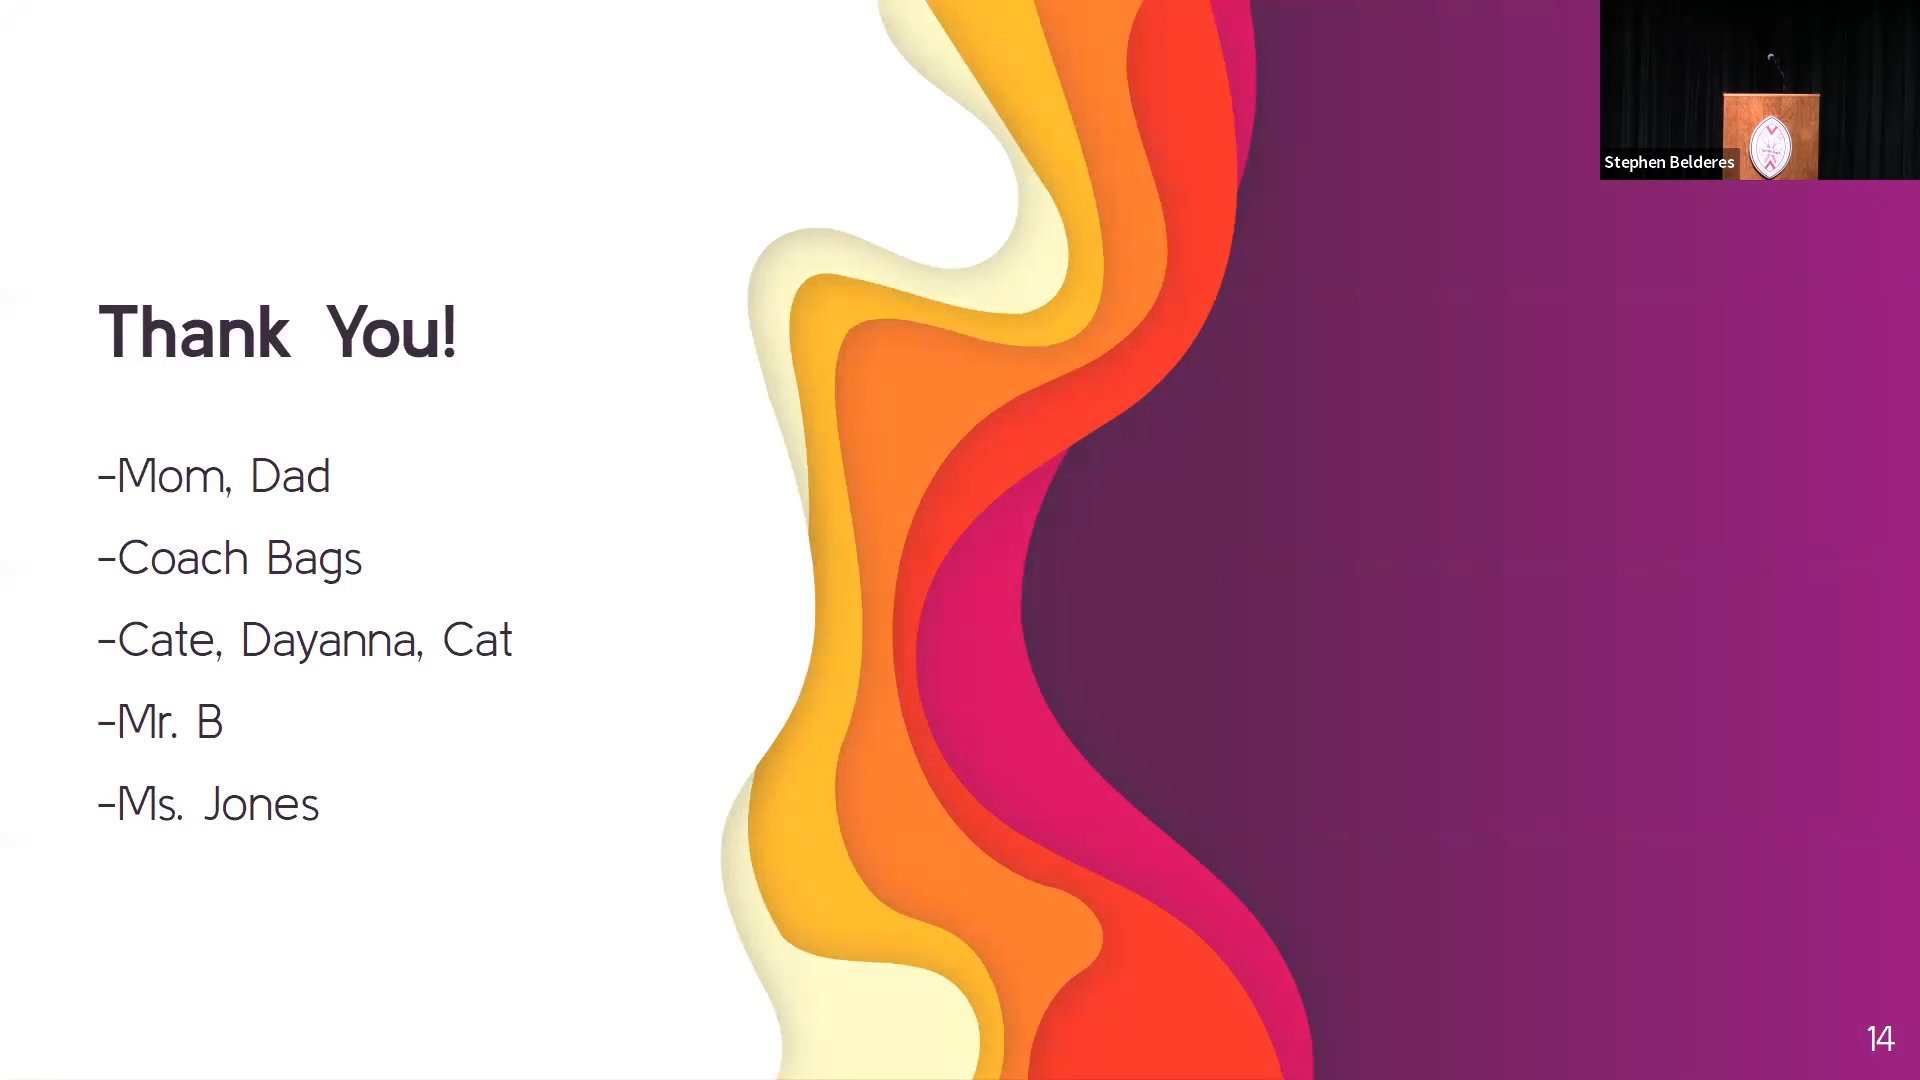 Thank You!
-Mom, Dad
-Coach Bags
-Cate, Dayanna, Cat
-Mr. B
-Ms. Jones
Stephen Belderes
14